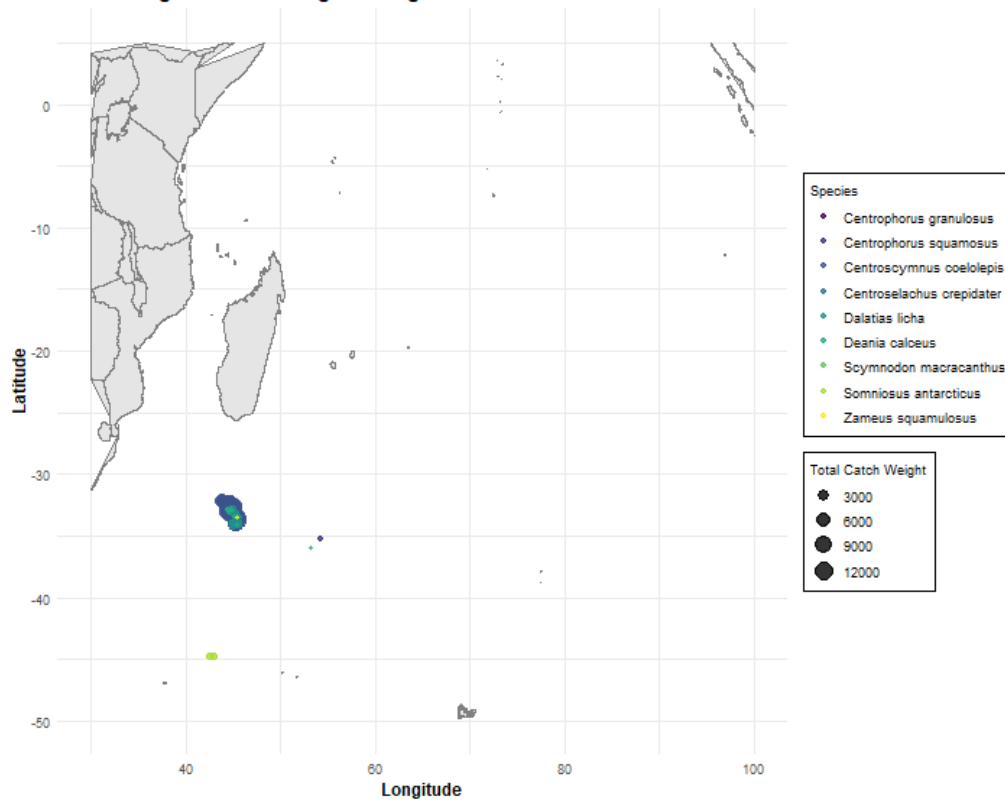 0
-10
-20
-30
-40
-50
Latitude
40
60
80
100
Longitude
Species
Centrophorus granulosus
Centrophorus squamosus
Centroscymnus coelolepis
Centroselachus crepidater
Dalatias licha
Deania calceus
Scymnodon macracanthus
Somniosus antarcticus
Zameus squamulosus
Total Catch Weight
3000
6000
9000
12000